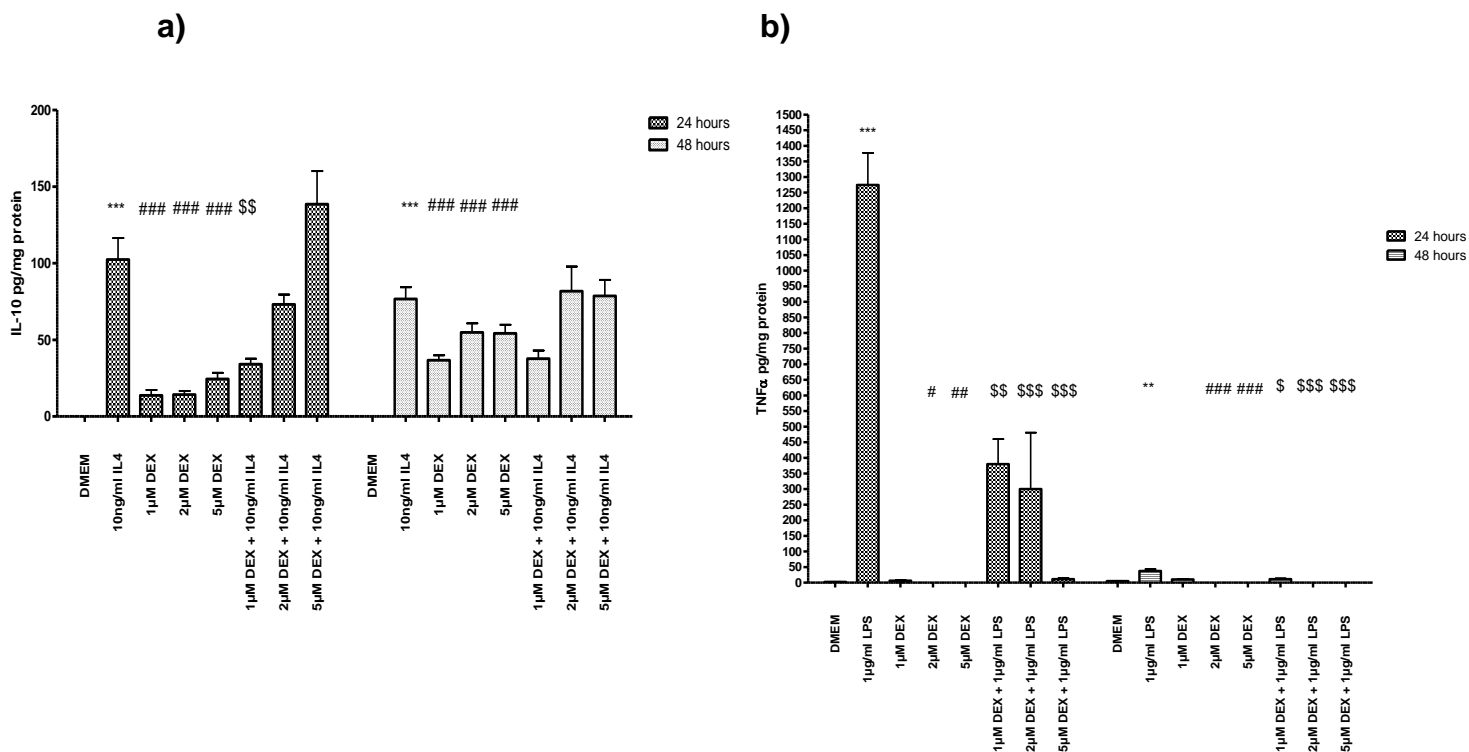 a)
200
150
100
50
0
IL-10 pg/mg protein
*** ### ### ### $$ *** ### ### ###
24 hours
48 hours
DMEM
10ng/ml IL4
1µM DEX
2µM DEX
5µM DEX
1µM DEX + 10ng/ml IL4
2µM DEX + 10ng/ml IL4
5µM DEX + 10ng/ml IL4
DMEM
10ng/ml IL4
1µM DEX
2µM DEX
5µM DEX
1µM DEX + 10ng/ml IL4
2µM DEX + 10ng/ml IL4
5µM DEX + 10ng/ml IL4
b)
1500
1450
1400
1350
1300
1250
1200
1150
1100
1050
1000
950
900
850
800
750
700
650
600
550
500
450
400
350
300
250
200
150
100
50
0
TNFα pg/mg protein
***
# ## $$ $$$ $$$ ** ### ### $ $$$ $$$
24 hours
48 hours
DMEM
1µg/ml LPS
1µM DEX
2µM DEX
5µM DEX
1µM DEX + 1µg/ml LPS
2µM DEX + 1µg/ml LPS
5µM DEX + 1µg/ml LPS
DMEM
1µg/ml LPS
1µM DEX
2µM DEX
5µM DEX
1µM DEX + 1µg/ml LPS
2µM DEX + 1µg/ml LPS
5µM DEX + 1µg/ml LPS